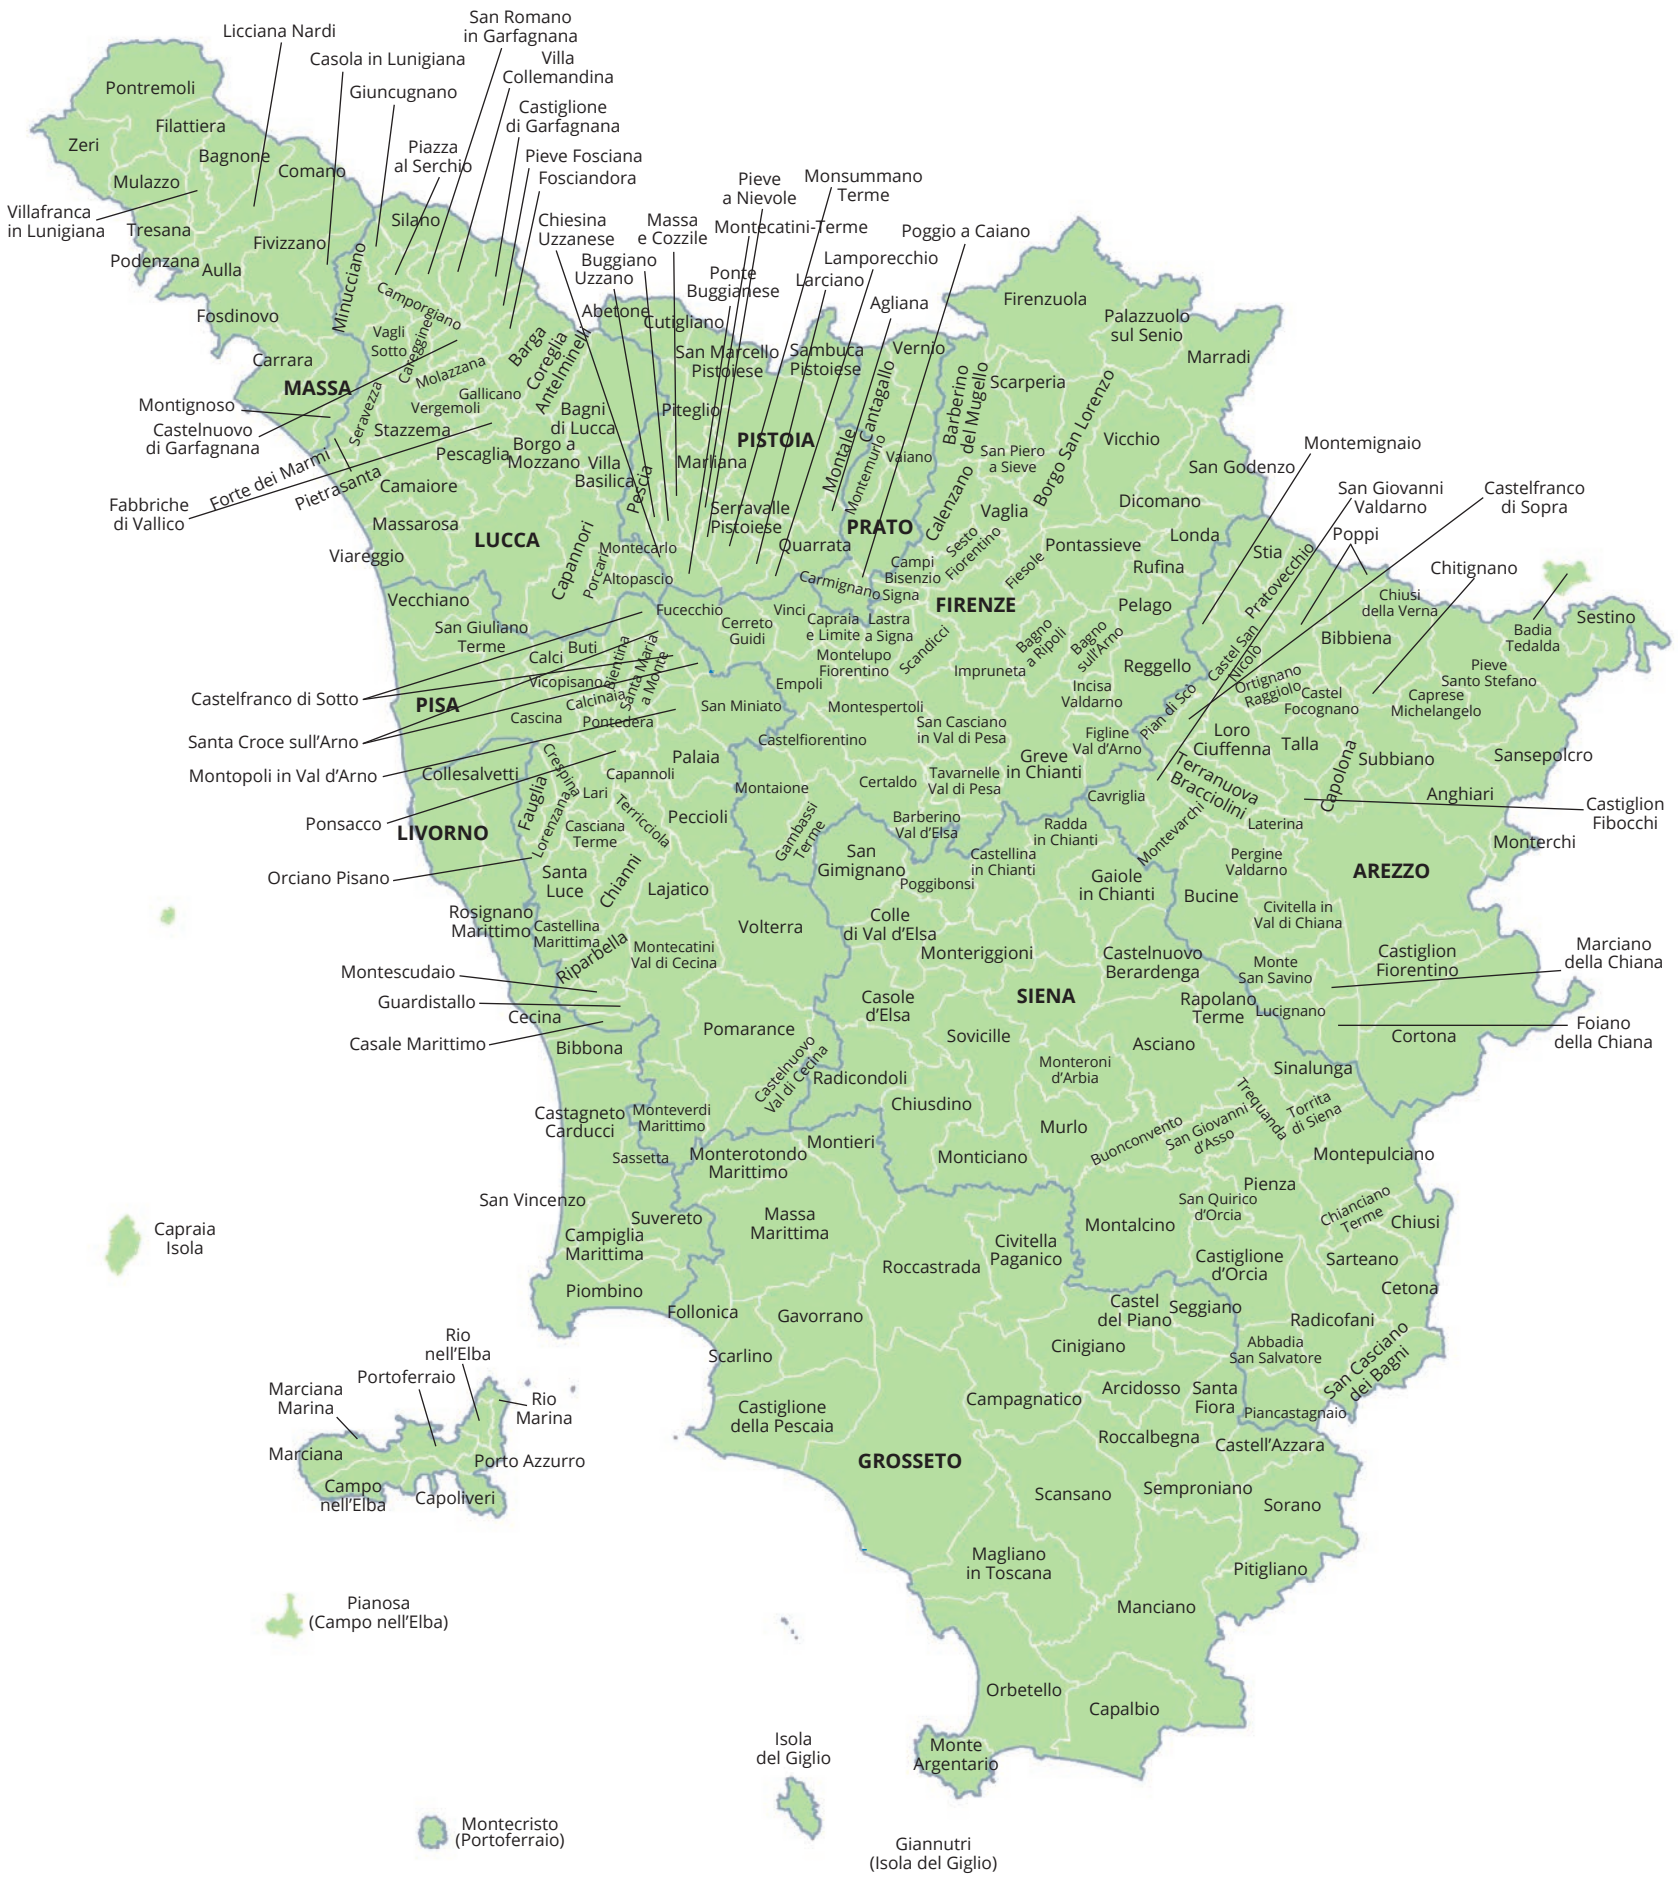 Licciana Nardi
San Romano
in Garfagnana
Casola in Lunigiana
Villa
Collemandina
Giuncugnano
Castiglione
di Garfagnana
Pontremoli
Filattiera
Zeri
Bagnone
Comano
Mulazzo
Piazza
al Serchio
Pieve Fosciana
Fosciandora
Villafranca
in Lunigiana
Tresana
Podenzana
Aulla
Fivizzano
Fosdinovo
Silano
Minucciano
Camporgiano
Vagli
Sotto
Careggine
Molazzana
Gallicano
Vergemoli
Barga
Coreglia
Antelminelli
Chiesina
Uzzanese
Buggiano
Uzzano
Massa
e Cozzile
Pieve
a Nievole
Montecatini-Terme
Monsummano
Terme
Ponte
Buggianese
Larciano
Lamporecchio
Agliana
Poggio a Caiano
Abetone
Cutigliano
San Marcello
Pistoiese
Sambuca
Pistoiese
Vernio
Cantagallo
Firenzuola
Palazzuolo
sul Senio
Marradi
Carrara
MASSA
Montignoso
Castelnuovo
di Garfagnana
Seravezza
Stazzema
Forte dei Marmi
Pietrasanta
Fabbriche
di Vallico
Camaiore
Pescaglia
Borgo a
Mozzano
Bagni
di Lucca
Villa
Basilica
Massarosa
Viareggio
LUCCA
Capannori
Porcari
Montecarlo
Altopascio
Pescia
Piteglio
PISTOIA
Marliana
Serravalle
Pistoiese
Quarrata
Montale
Montemurlo
Vaiano
PRATO
Carmignano
Barberino
del Mugello
Scarperia
San Piero
a Sieve
Borgo San Lorenzo
Vicchio
San Godenzo
Dicomano
Londa
Calenzano
Vaglia
Sesto
Fiorentino
Fiesole
Pontassieve
Rufina
Campi
Bisenzio
Signa
FIRENZE
Pelago
Montemignaio
San Giovanni
Valdarno
Castelfranco
di Sopra
Poppi
Stia
Pratovecchio
Chitignano
Chiusi
della Verna
Bibbiena
Badia
Tedalda
Sestino
Pieve
Santo Stefano
Caprese
Michelangelo
Castel San
Nicolò
Ortignano
Raggiolo
Castel
Focognano
Vecchiano
San Giuliano
Terme
Calci
Buti
Vicopisano
Bientina
Santa Maria
a Monte
Calcinaia
Pontedera
Cascina
Castelfranco di Sotto
PISA
Santa Croce sull'Arno
Montopoli in Val d'Arno
Fucecchio
Cerreto
Guidi
Vinci
Capraia
e Limite
Lastra
a Signa
Montelupo
Fiorentino
Scandicci
Empoli
San Miniato
Impruneta
Bagno
a Ripoli
Bagno
sull'Arno
Reggello
Incisa
Valdarno
Montespertoli
San Casciano
in Val di Pesa
Greve
in Chianti
Figline
Val d'Arno
Pian di Scò
Loro
Ciuffenna
Talla
Capolona
Subbiano
Sansepolcro
Castelfiorentino
Certaldo
Tavarnelle
Val di Pesa
Barberino
Val d'Elsa
Montaione
Gambassi
Terme
Cavriglia
Terranuova
Bracciolini
Montevarchi
Laterina
Anghiari
Castiglion
Fibocchi
Monterchi
Pergine
Valdarno
AREZZO
Collesalvetti
Crespina
Fauglia
Lorenzana
Lari
Capannoli
Palaia
Ponsacco
LIVORNO
Casciana
Terme
Terricciola
Peccioli
Orciano Pisano
Santa
Luce
Chianni
Lajatico
Volterra
San
Gimignano
Poggibonsi
Castellina
in Chianti
Radda
in Chianti
Gaiole
in Chianti
Bucine
Civitella in
Val di Chiana
Rosignano
Marittimo
Castellina
Marittima
Riparbella
Montecatini
Val di Cecina
Colle
di Val d'Elsa
Monteriggioni
Castelnuovo
Berardenga
Monte
San Savino
Castiglion
Fiorentino
Marciano
della Chiana
Montescudaio
Guardistallo
Casale Marittimo
Cecina
Bibbona
Casole
d'Elsa
SIENA
Sovicille
Rapolano
Terme
Lucignano
Foiano
della Chiana
Cortona
Pomarance
Castelnuovo
Val di Cecina
Radicondoli
Chiusdino
Monteroni
d'Arbia
Asciano
Sinalunga
Trequanda
Torrita
di Siena
Castagneto
Carducci
Monteverdi
Marittimo
Sassetta
Monterotondo
Marittimo
Montieri
Monticiano
Murlo
Buonconvento
San Giovanni
d'Asso
Montepulciano
Pienza
San Quirico
d'Orcia
Chianciano
Terme
Chiusi
San Vincenzo
Suvereto
Campiglia
Marittima
Piombino
Massa
Marittima
Roccastrada
Civitella
Paganico
Montalcino
Castiglione
d'Orcia
Sarteano
Cetona
Capraia
Isola
Follonica
Gavorrano
Castel
del Piano
Seggiano
Radicofani
Cinigiano
Abbadia
San Salvatore
San Casciano
dei Bagni
Scarlino
Castiglione
della Pescaia
Campagnatico
Arcidosso
Santa
Fiora
Piancastagnaio
Roccalbegna
Castell'Azzara
GROSSETO
Rio
nell'Elba
Portoferraio
Marciana
Marina
Rio
Marina
Marciana
Porto Azzurro
Campo
nell'Elba
Capoliveri
Scansano
Semproniano
Sorano
Magliano
in Toscana
Pitigliano
Manciano
Pianosa
(Campo nell'Elba)
Orbetello
Capalbio
Monte
Argentario
Isola
del Giglio
Montecristo
(Portoferraio)
Giannutri
(Isola del Giglio)